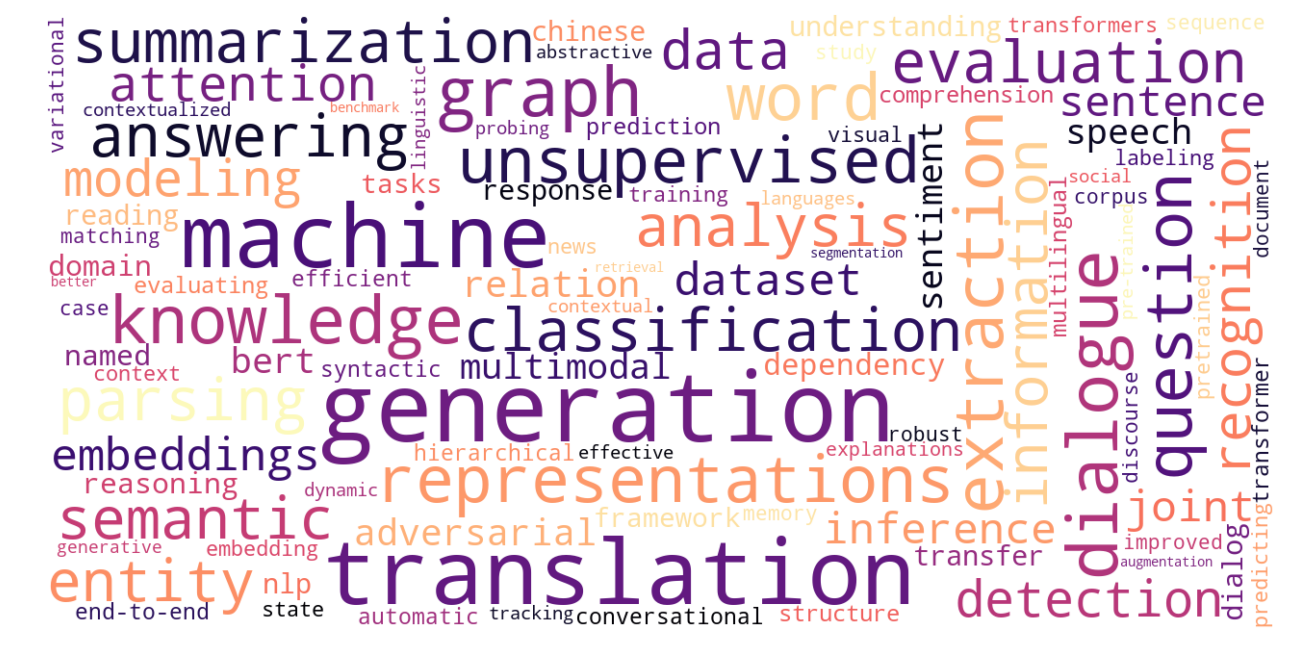 variational
summarization
chinese
abstractive
data
understanding
transformers
sequence
study
evaluation
attention
linguistic
graph
word
comprehension
sentence
contextualized
benchmark
answering
probing
prediction
visual
speech
unsupervised
sentiment
extraction
information
labeling
modeling
tasks
response
training
languages
social
corpus
multilingual
question
recognition
document
reading
matching
machine
news
analysis
segmentation
pre-trained
domain
better
evaluating
efficient
relation
retrieval
dataset
contextual
case
knowledge
classification
dialogue
pretrained
named
context
bert
syntactic
multimodal
dependency
transformer
discourse
parsing
generation
robust
embeddings
hierarchical
effective
explanations
reasoning
dynamic
representations
semantic
adversarial
framework
memory
inference
joint
predicting
generative
embedding
translation
transfer
improved
augmentation
dialog
entity
nlp
detection
end-to-end
state
automatic
tracking
conversational
structure